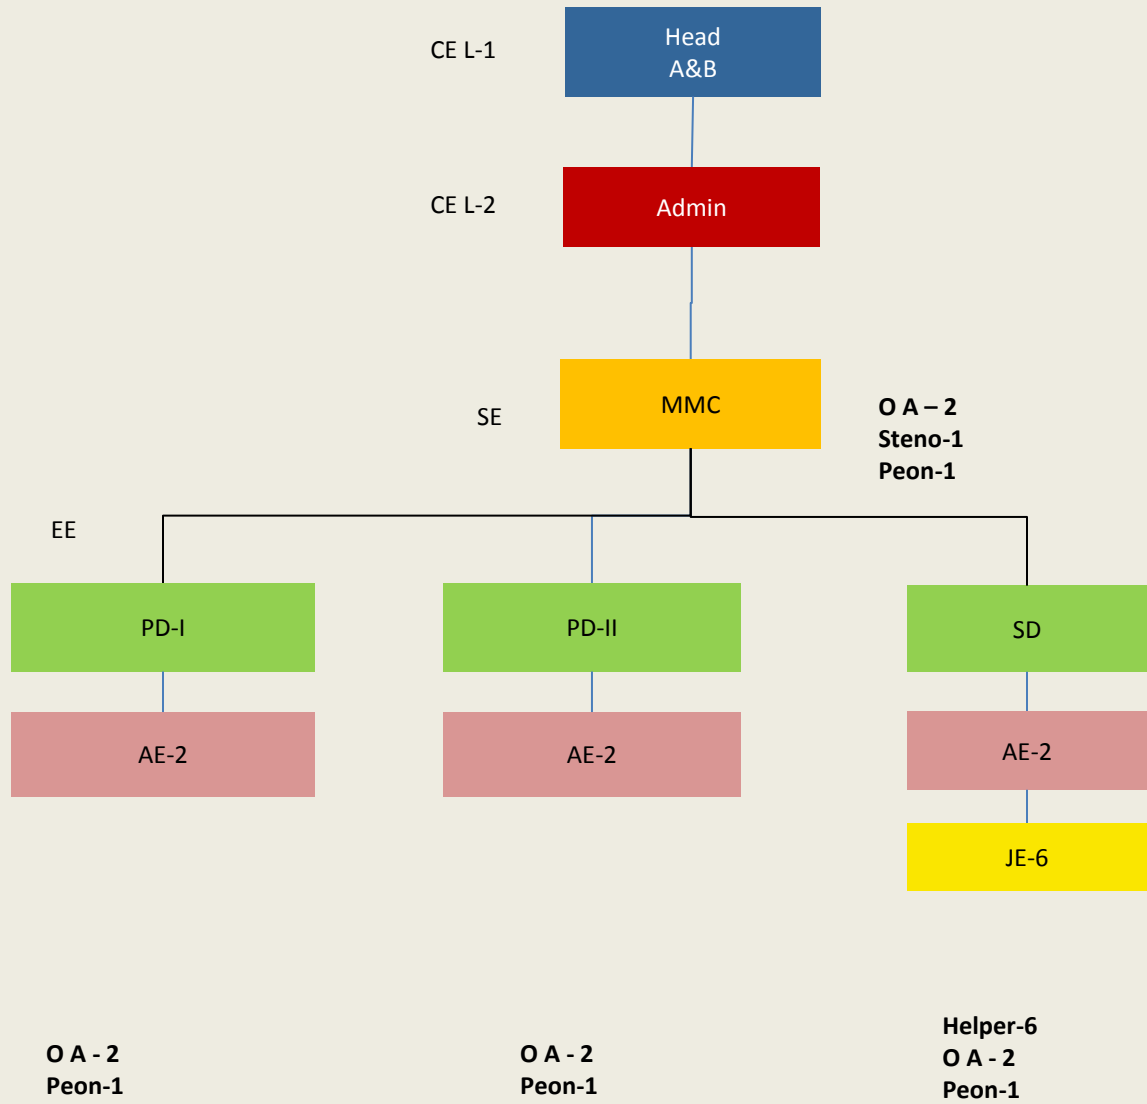 CE L-1
Head
A&B
CE L-2
Admin
SE
MMC
O A – 2
Steno-1
Peon-1
EE
PD-I
PD-II
SD
AE-2
AE-2
AE-2
JE-6
O A - 2
Peon-1
O A - 2
Peon-1
Helper-6
O A - 2
Peon-1